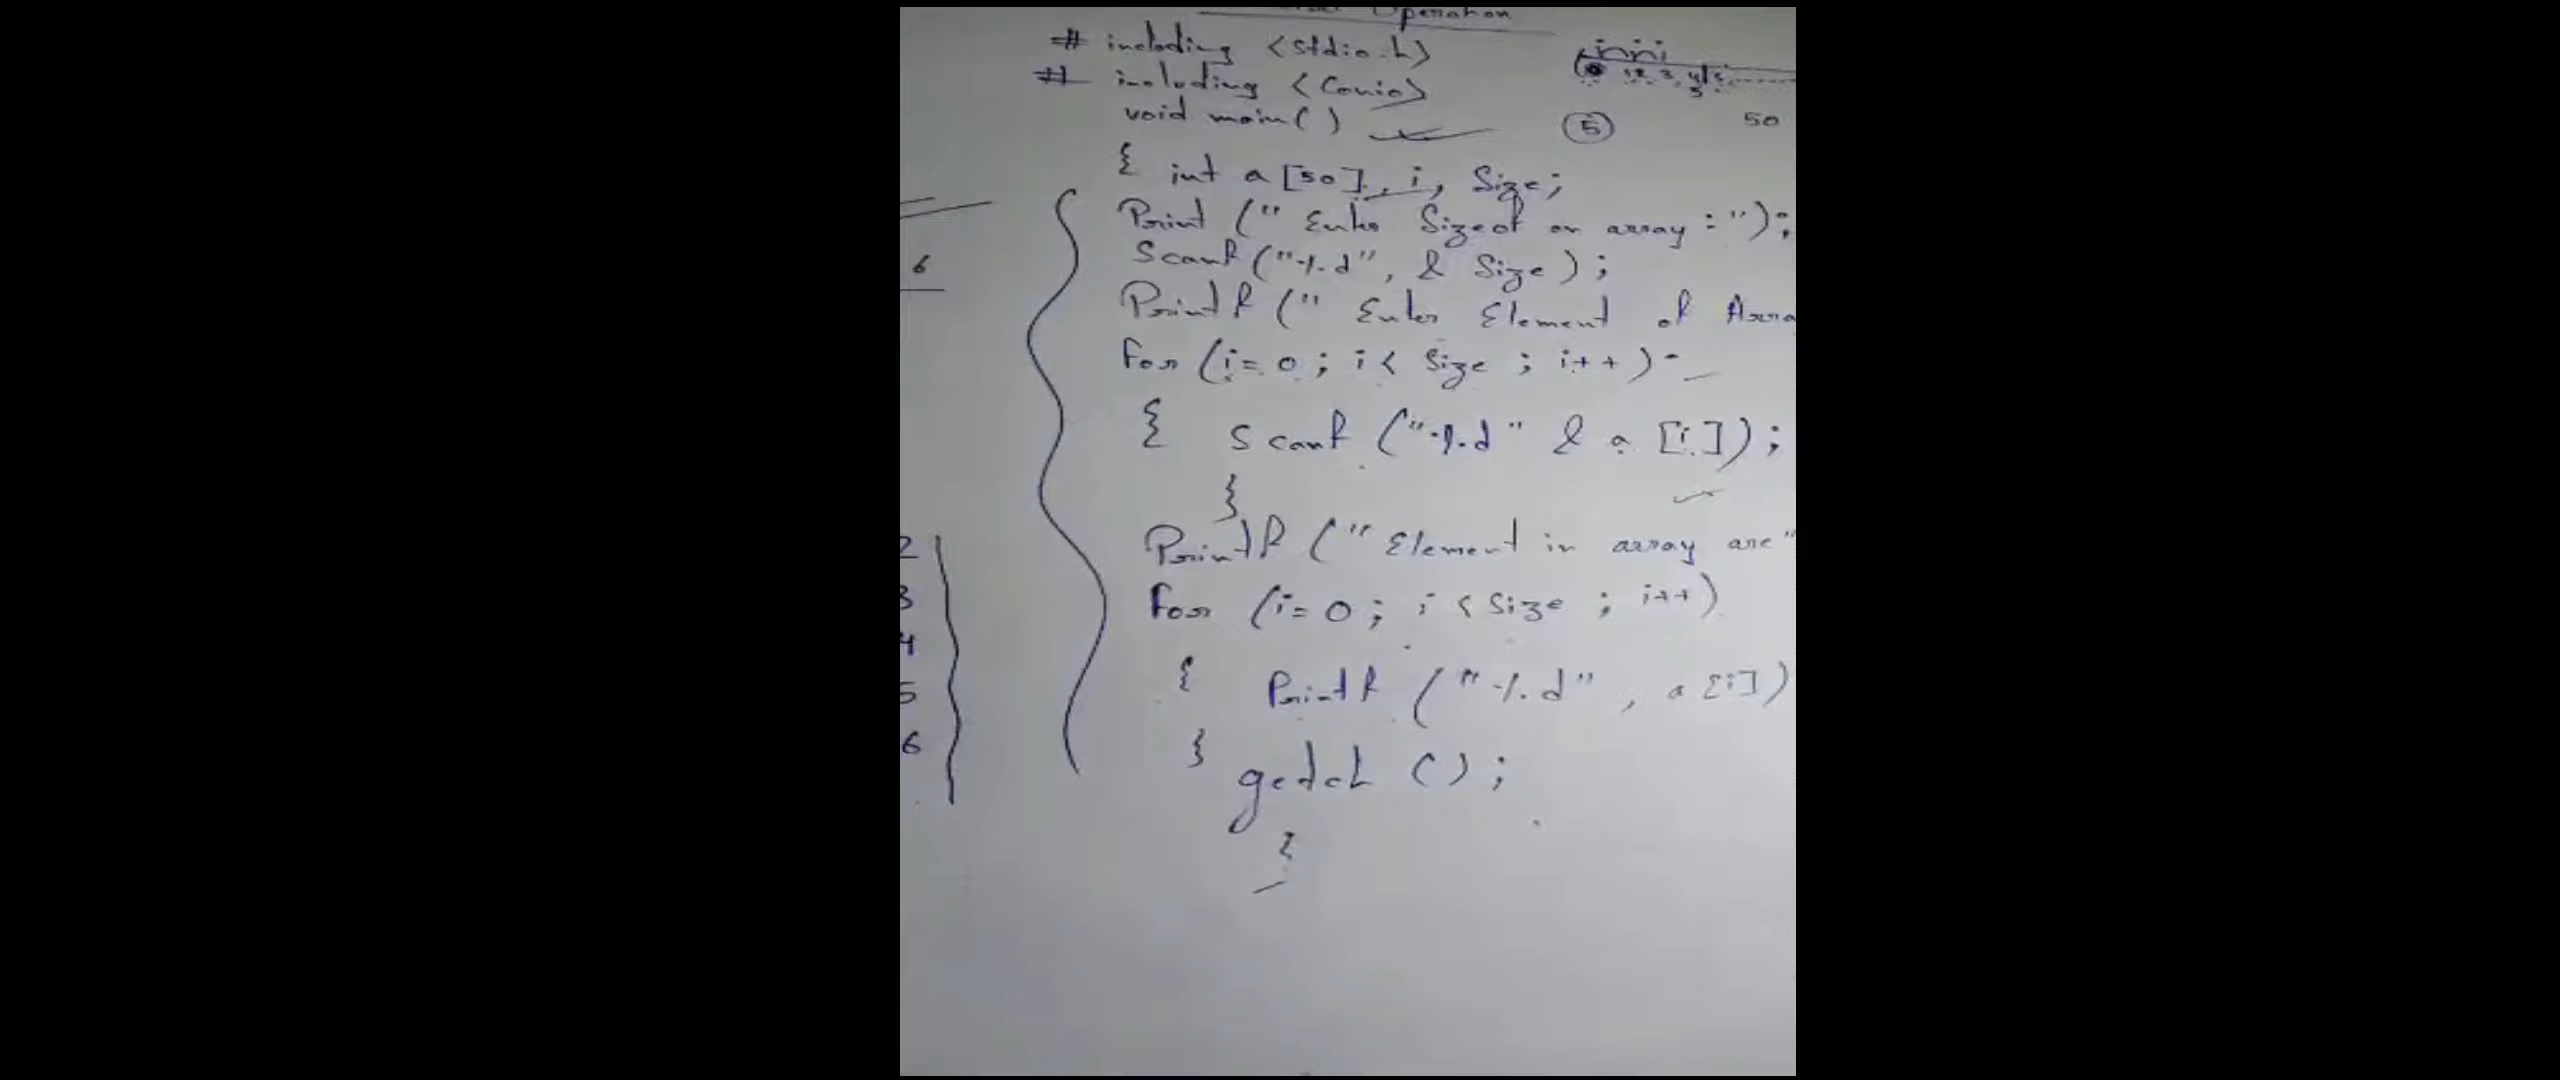 Operation
# including <stdio.h>
# including <Conio>
void main()
5
50
{ int a[50], i, Size;
Print (" Enter Sizeof an array : ");
6
Scanf ("%d", & Size);
Printf (" Enter Element of Arra
For (i=0; i< Size ; i++)
{ Scanf ("%d" & a [i]);
}
Printf (" Element in array are"
2
For (i=0; i < Size ; i++)
3
4
{ Printf ("%d", a [i])
5
} getch ();
6
}